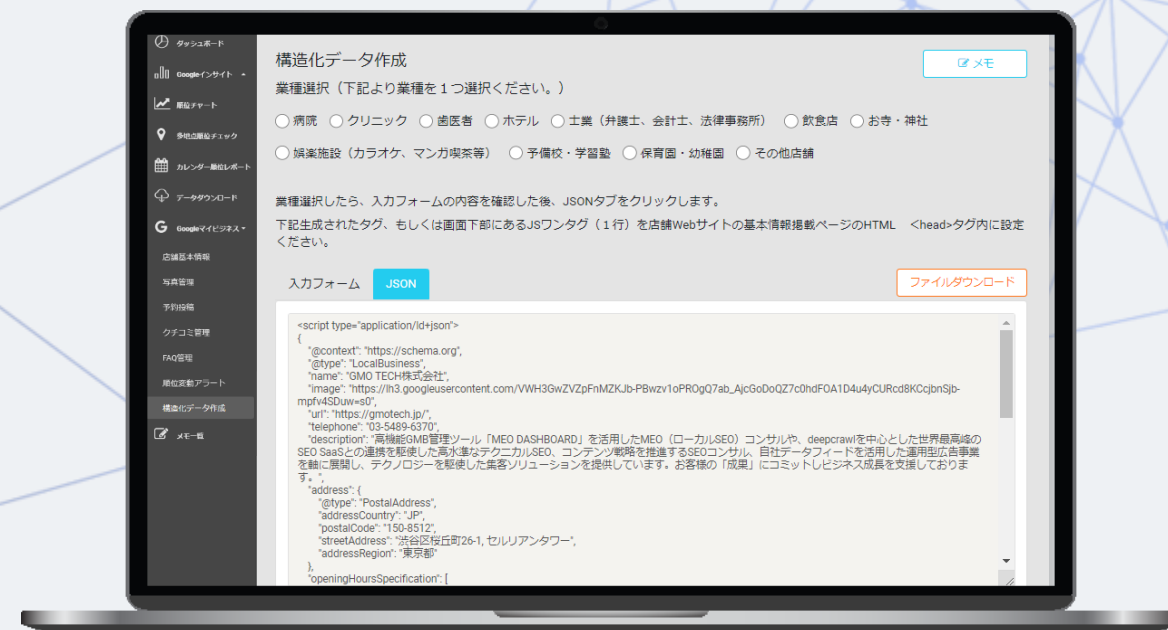 ダッシュボード
Googleインサイト
順位チャート
多地点順位チェック
カレンダー順位レポート
データダウンロード
Googleマイビジネス
店舗基本情報
写真管理
予約投稿
クチコミ管理
FAQ管理
順位変動アラート
構造化データ作成
メモ一覧
構造化データ作成
メモ
業種選択（下記より業種を１つ選択ください。）
病院 クリニック 歯医者 ホテル 士業（弁護士、会計士、法律事務所） 飲食店 お寺・神社
娯楽施設（カラオケ、マンガ喫茶等） 予備校・学習塾 保育園・幼稚園 その他店舗
業種選択したら、入力フォームの内容を確認した後、JSONタブをクリックします。
下記生成されたタグ、もしくは画面下部にあるJSワンタグ（１行）を店舗Webサイトの基本情報掲載ページのHTML <head>タグ内に設定
ください。
入力フォーム JSON ファイルダウンロード
<script type="application/ld+json">
{
"@context": "https://schema.org",
"@type": "LocalBusiness",
"name": "GMO TECH株式会社",
"image": "https://lh3.googleusercontent.com/VWH3GwZVZpFnMZKJb-PBwzv1oPROgQ7ab_AjcGoDoQZ7c0hdFOA1D4u4yCURcd8KCcjbnSjb-
mpfv4SDuw=s0",
"url": "https://gmotech.jp/",
"telephone": "03-5489-6370",
"description": "高機能GMB管理ツール「MEO DASHBOARD」を活用したMEO（ローカルSEO）コンサルや、deepcrawlを中心とした世界最高峰の
SEO SaaSとの連携を駆使した高水準なテクニカルSEO、コンテンツ戦略を推進するSEOコンサル、自社データフィードを活用した運用型広告事業
を軸に展開し、テクノロジーを駆使した集客ソリューションを提供しています。お客様の「成果」にコミットしビジネス成長を支援しておりま
す。",
"address": {
"@type": "PostalAddress",
"addressCountry": "JP",
"postalCode": "150-8512",
"streetAddress": "渋谷区桜丘町26-1, セルリアンタワー",
"addressRegion": "東京都"
},
"openingHoursSpecification": [